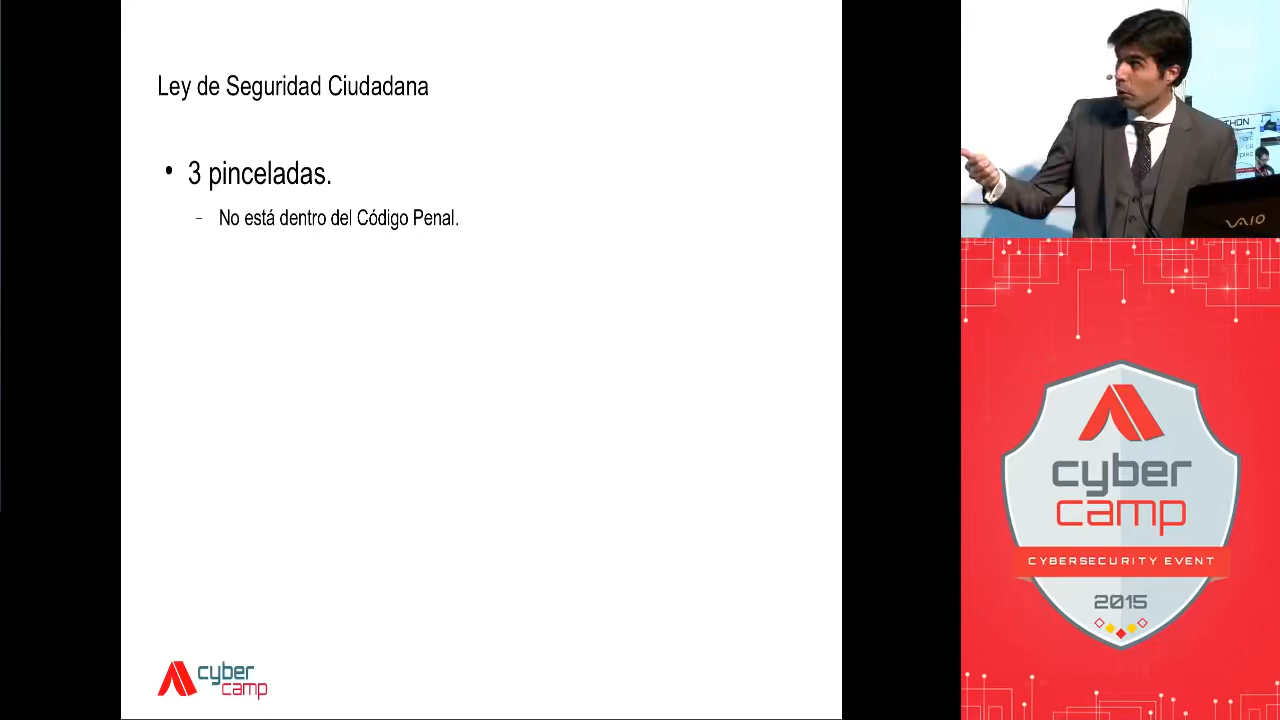 Ley de Seguridad Ciudadana
• 3 pinceladas.
– No está dentro del Código Penal.
cyber
camp
THON
VAIO
cyber
camp
CYBERSECURITY EVENT
2015